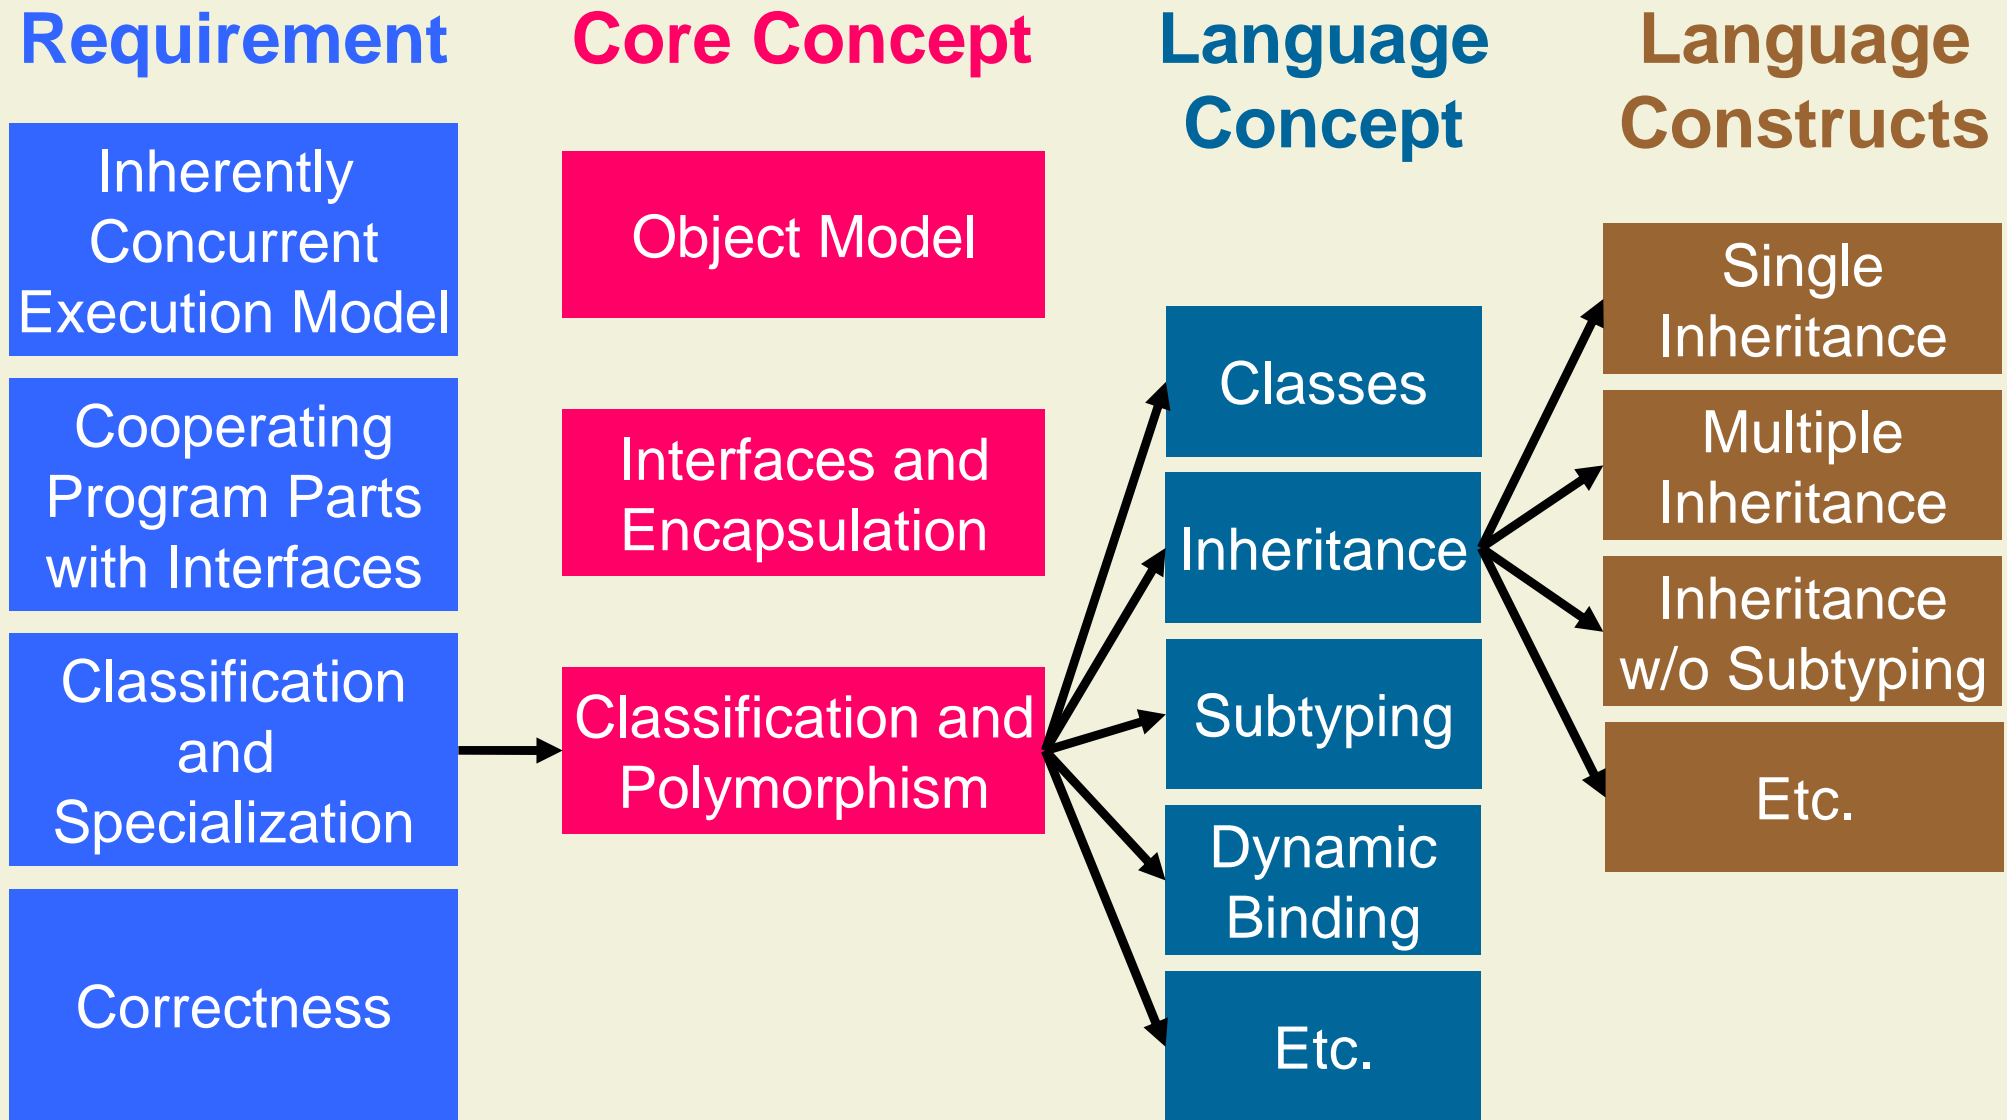 Requirement
Inherently
Concurrent
Execution Model
Cooperating
Program Parts
with Interfaces
Classification
and
Specialization
Correctness
Core Concept
Object Model
Interfaces and
Encapsulation
Classification and
Polymorphism
Language
Concept
Classes
Inheritance
Subtyping
Dynamic
Binding
Etc.
Language
Constructs
Single
Inheritance
Multiple
Inheritance
Inheritance
w/o Subtyping
Etc.